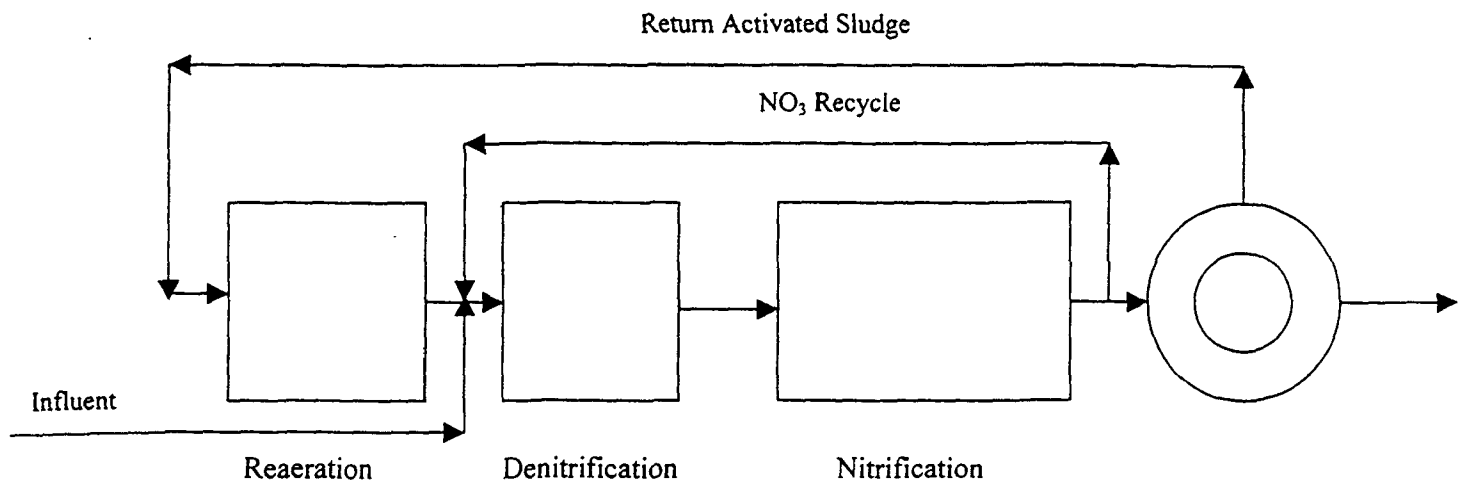 Return Activated Sludge
NO₃ Recycle
Influent
Reaeration
Denitrification
Nitrification